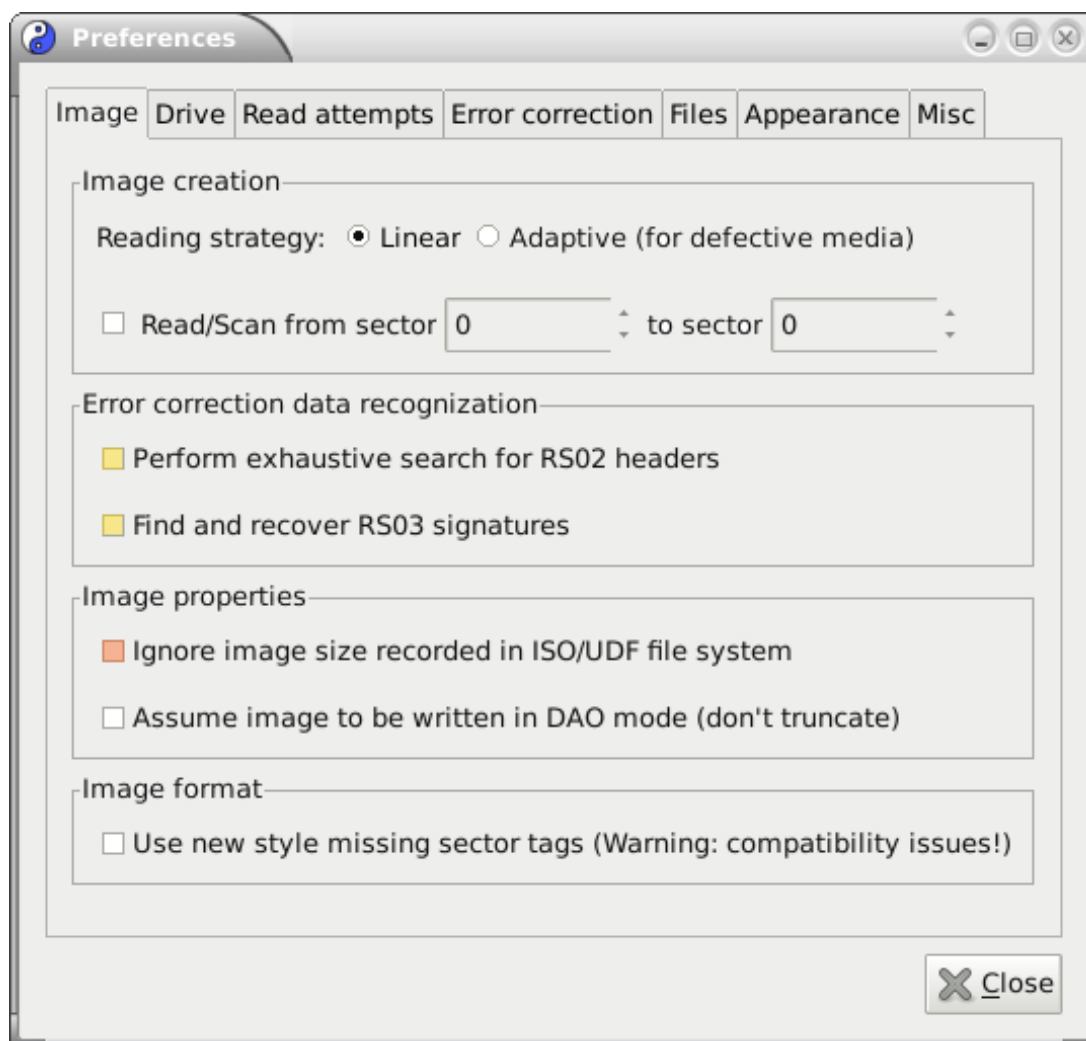 Preferences
Image Drive Read attempts Error correction Files Appearance Misc
Image creation
Reading strategy: Linear Adaptive (for defective media)
Read/Scan from sector 0 to sector 0
Error correction data recognization
Perform exhaustive search for RS02 headers
Find and recover RS03 signatures
Image properties
Ignore image size recorded in ISO/UDF file system
Assume image to be written in DAO mode (don't truncate)
Image format
Use new style missing sector tags (Warning: compatibility issues!)
Close